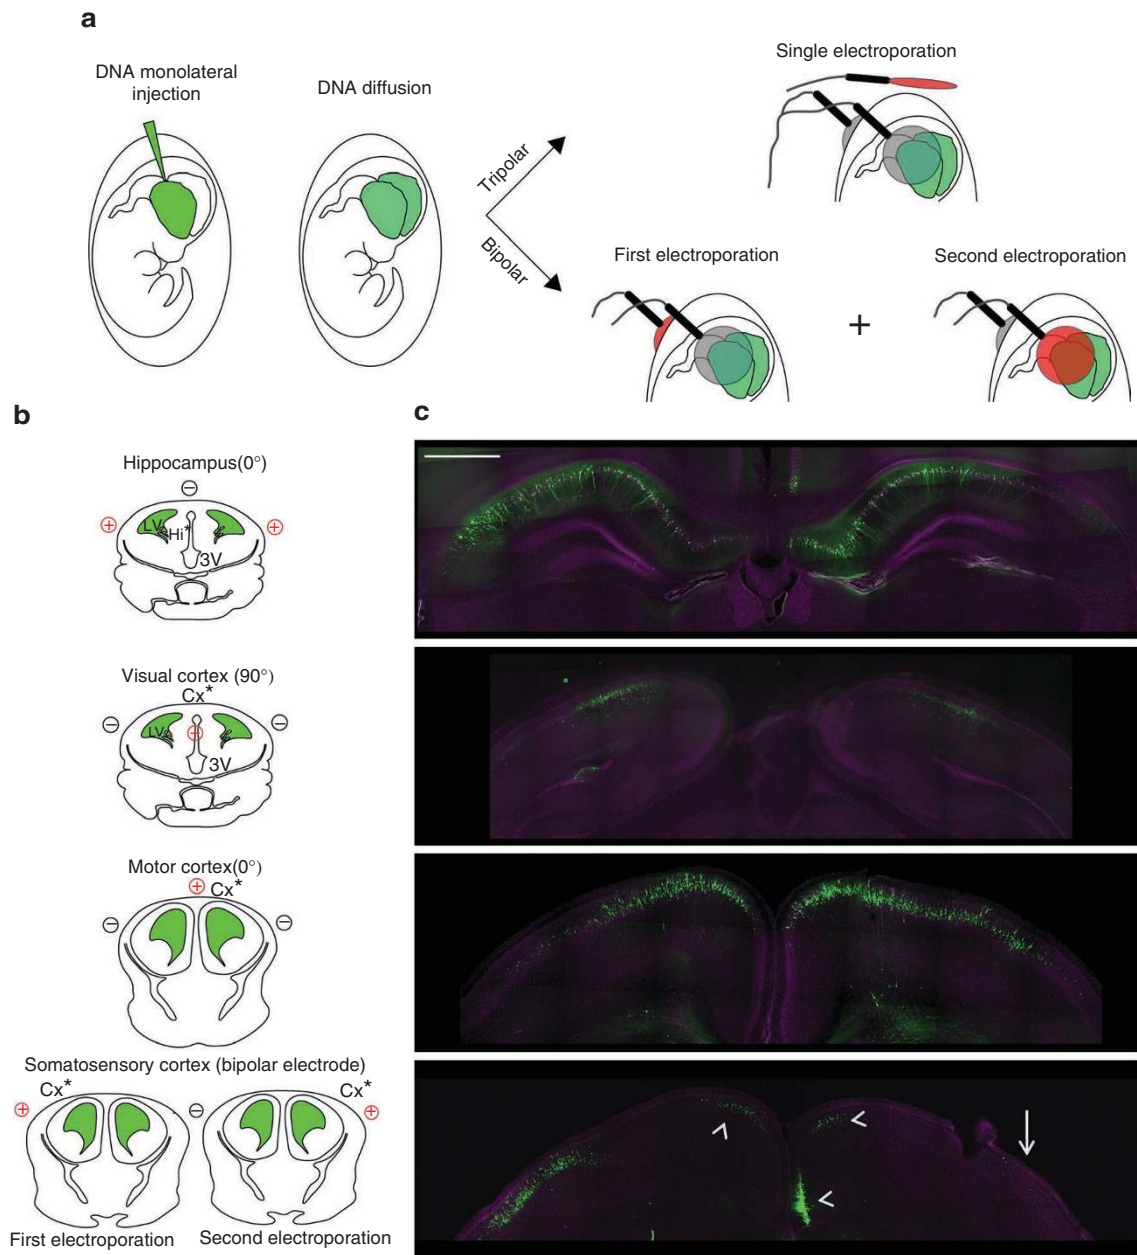 a
DNA monolateral
injection
DNA diffusion
Tripolar
Bipolar
Single electroporation
First electroporation
+
Second electroporation
b
Hippocampus(0°)
−
+
+
LV
Hi*
3V
Visual cortex (90°)
Cx*
−
−
LV
+
3V
Motor cortex(0°)
+
Cx*
−
−
Somatosensory cortex (bipolar electrode)
Cx*
Cx*
+
−
+
First electroporation
Second electroporation
c